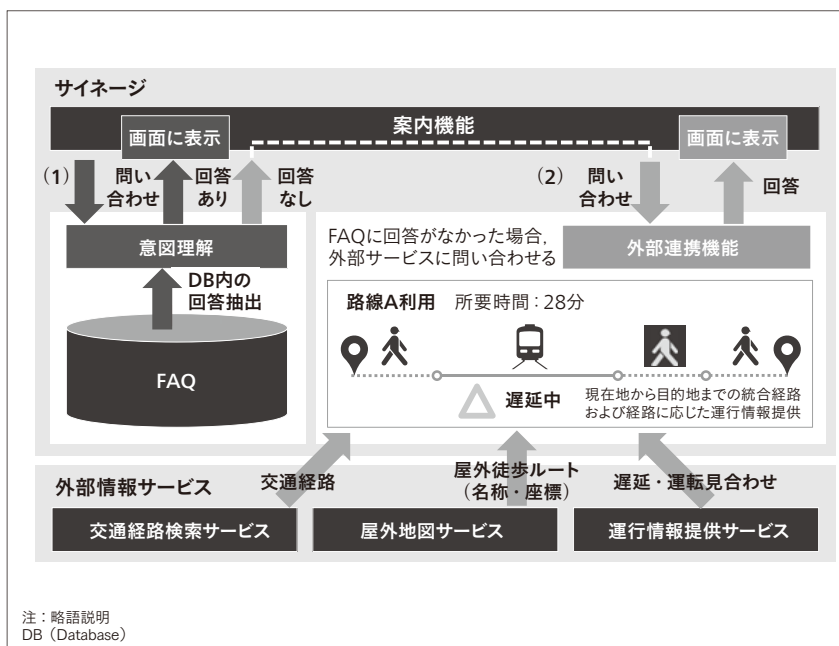 サイネージ
案内機能
画面に表示
画面に表示
(1)
問い
合わせ
回答
あり
回答
なし
(2)
問い
合わせ
回答
意図理解
FAQに回答がなかった場合,
外部サービスに問い合わせる
外部連携機能
DB内の
回答抽出
FAQ
路線A利用 所要時間:28分
遅延中
現在地から目的地までの統合経路
および経路に応じた運行情報提供
外部情報サービス
交通経路
屋外徒歩ルート
(名称・座標)
遅延・運転見合わせ
交通経路検索サービス
屋外地図サービス
運行情報提供サービス
注:略語説明
DB(Database)